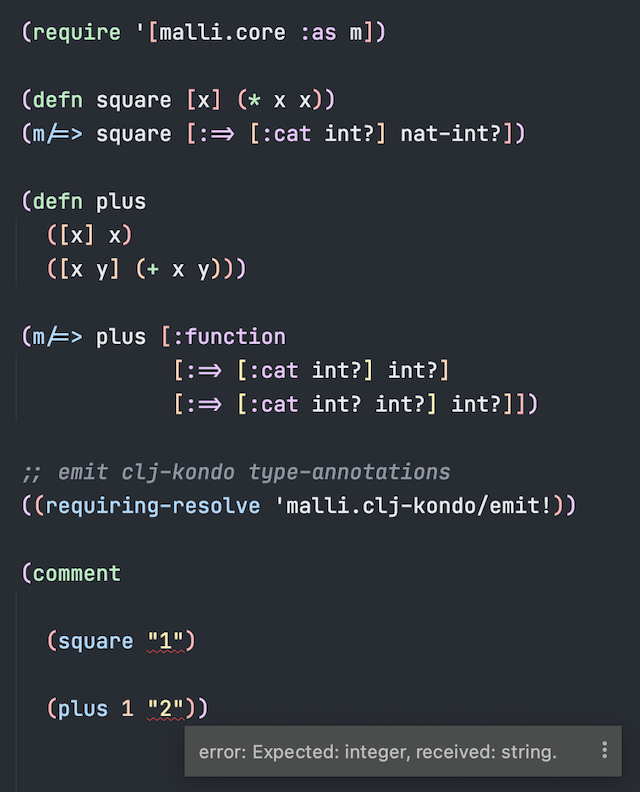 (require '[malli.core :as m])
(defn square [x] (* x x))
(m/=> square [:=> [:cat int?] nat-int?])
(defn plus
([x] x)
([x y] (+ x y)))
(m/=> plus [:function
[:=> [:cat int?] int?]
[:=> [:cat int? int?] int?]])
;; emit clj-kondo type-annotations
((requiring-resolve 'malli.clj-kondo/emit!))
(comment
(square "1")
(plus 1 "2"))
error: Expected: integer, received: string.